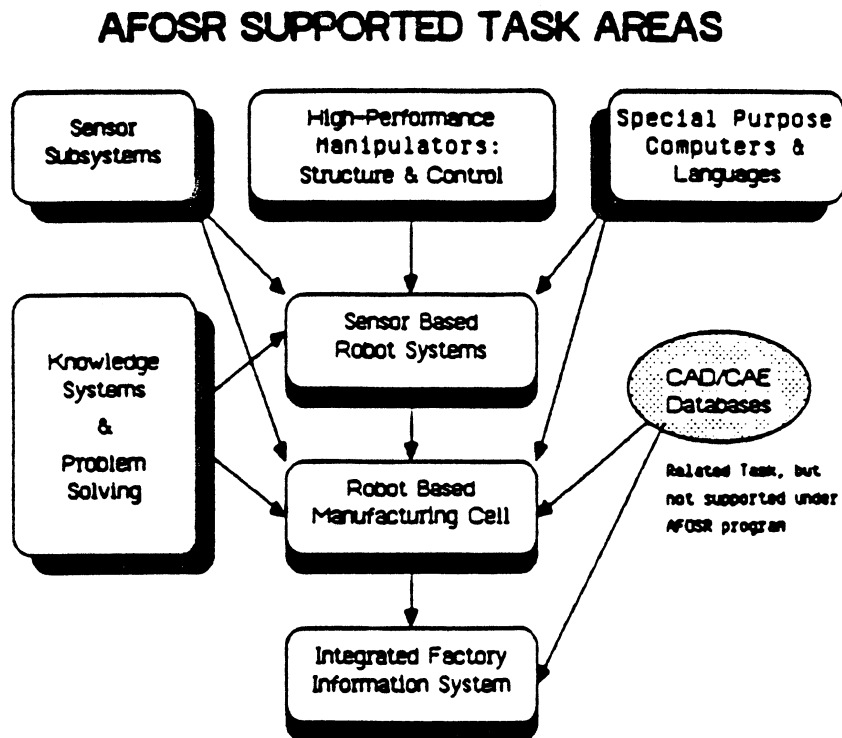 AFOSR SUPPORTED TASK AREAS
Sensor
Subsystems
High-Performance
Manipulators:
Structure & Control
Special Purpose
Computers &
Languages
Knowledge
Systems
&
Problem
Solving
Sensor Based
Robot Systems
CAD/CAE
Databases
Related Task, but
not supported under
AFOSR program
Robot Based
Manufacturing Cell
Integrated Factory
Information System